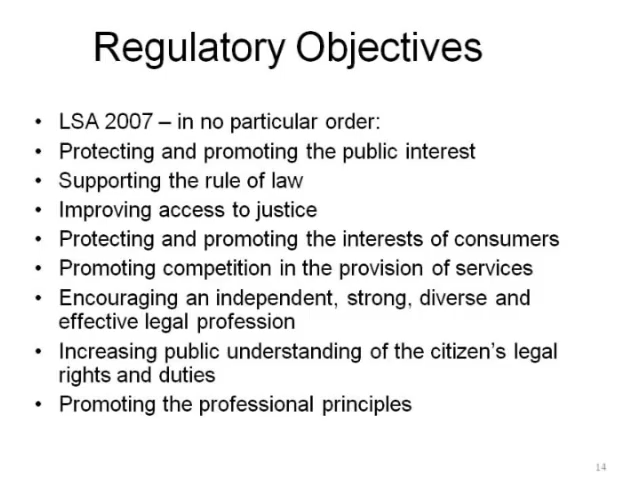 Regulatory Objectives
• LSA 2007 – in no particular order:
• Protecting and promoting the public interest
• Supporting the rule of law
• Improving access to justice
• Protecting and promoting the interests of consumers
• Promoting competition in the provision of services
• Encouraging an independent, strong, diverse and
effective legal profession
• Increasing public understanding of the citizen’s legal
rights and duties
• Promoting the professional principles
14